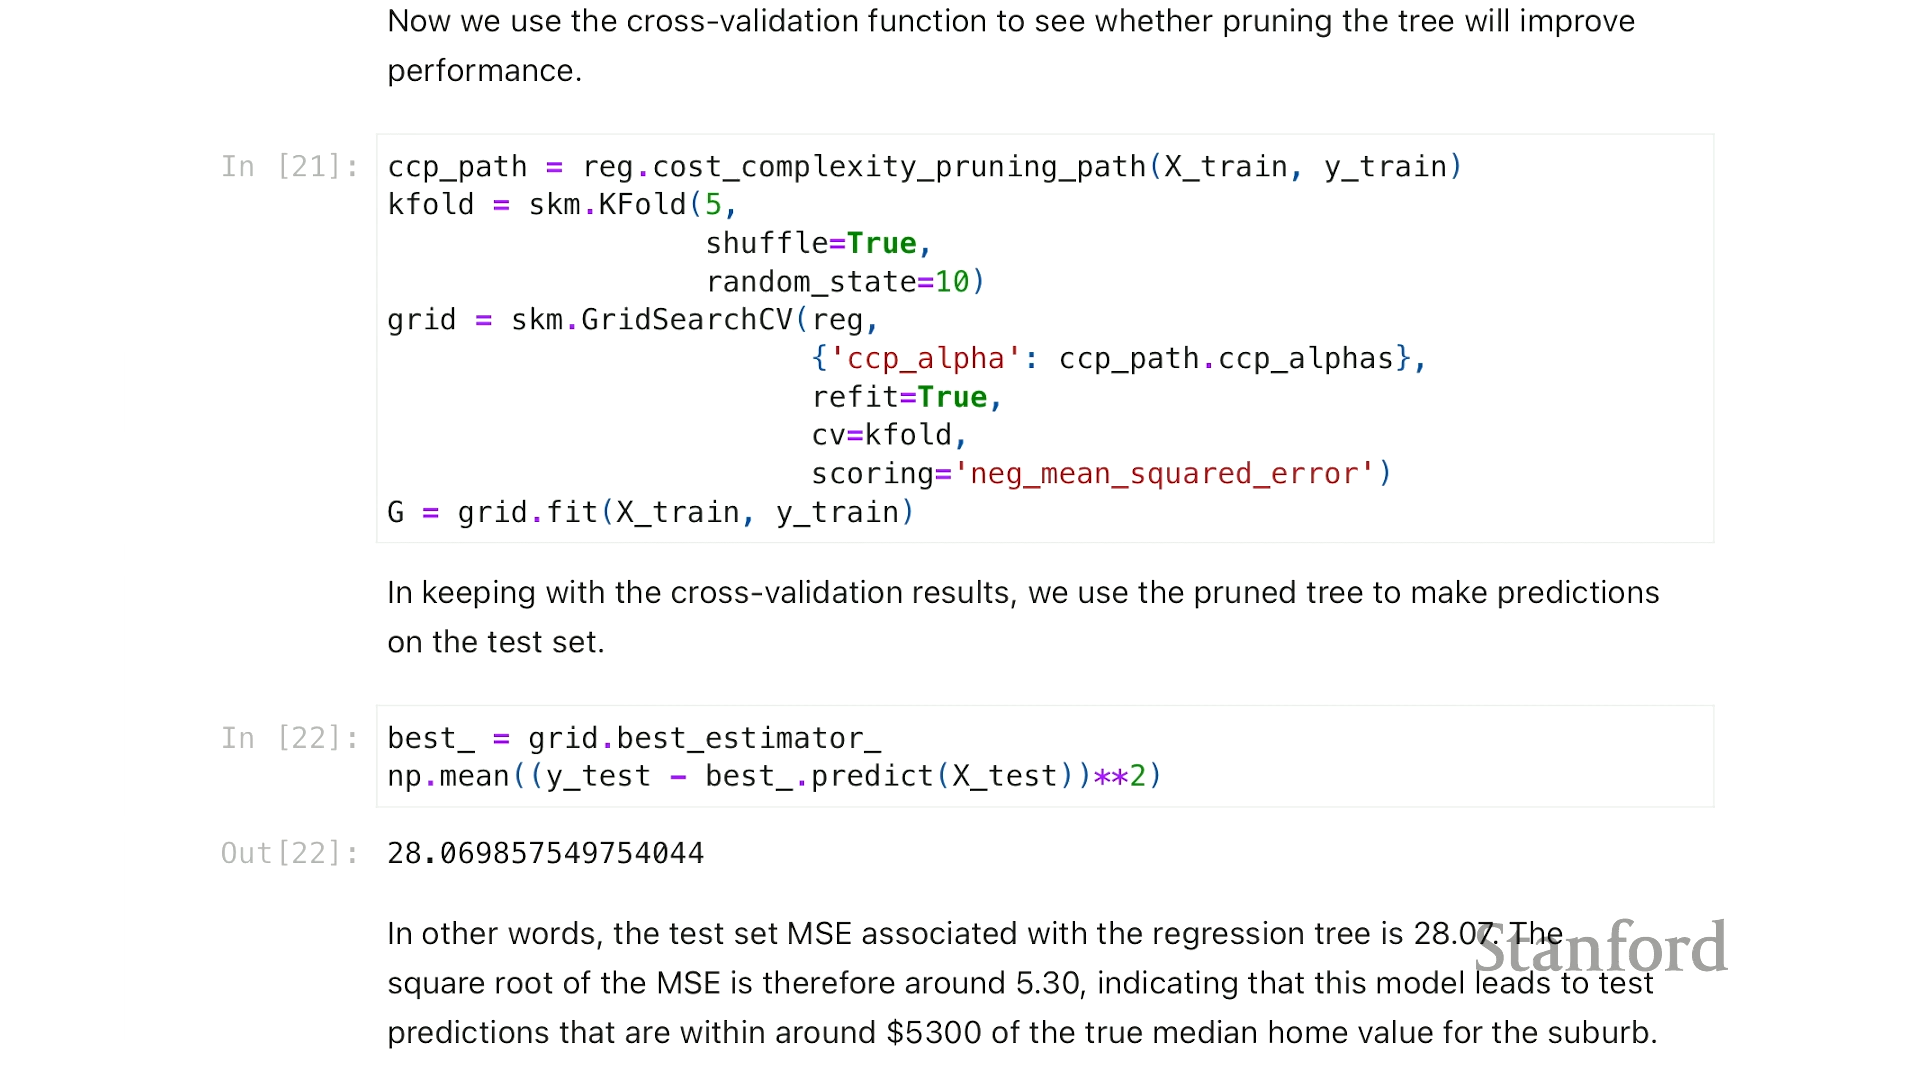 Now we use the cross-validation function to see whether pruning the tree will improve
performance.
In [21]:
ccp_path = reg.cost_complexity_pruning_path(X_train, y_train)
kfold = skm.KFold(5,
                  shuffle=True,
                  random_state=10)
grid = skm.GridSearchCV(reg,
                        {'ccp_alpha': ccp_path.ccp_alphas},
                        refit=True,
                        cv=kfold,
                        scoring='neg_mean_squared_error')
G = grid.fit(X_train, y_train)
In keeping with the cross-validation results, we use the pruned tree to make predictions
on the test set.
In [22]:
best_ = grid.best_estimator_
np.mean((y_test - best_.predict(X_test))**2)
Out[22]: 28.069857549754044
In other words, the test set MSE associated with the regression tree is 28.07. The
square root of the MSE is therefore around 5.30, indicating that this model leads to test
predictions that are within around $5300 of the true median home value for the suburb.
Stanford